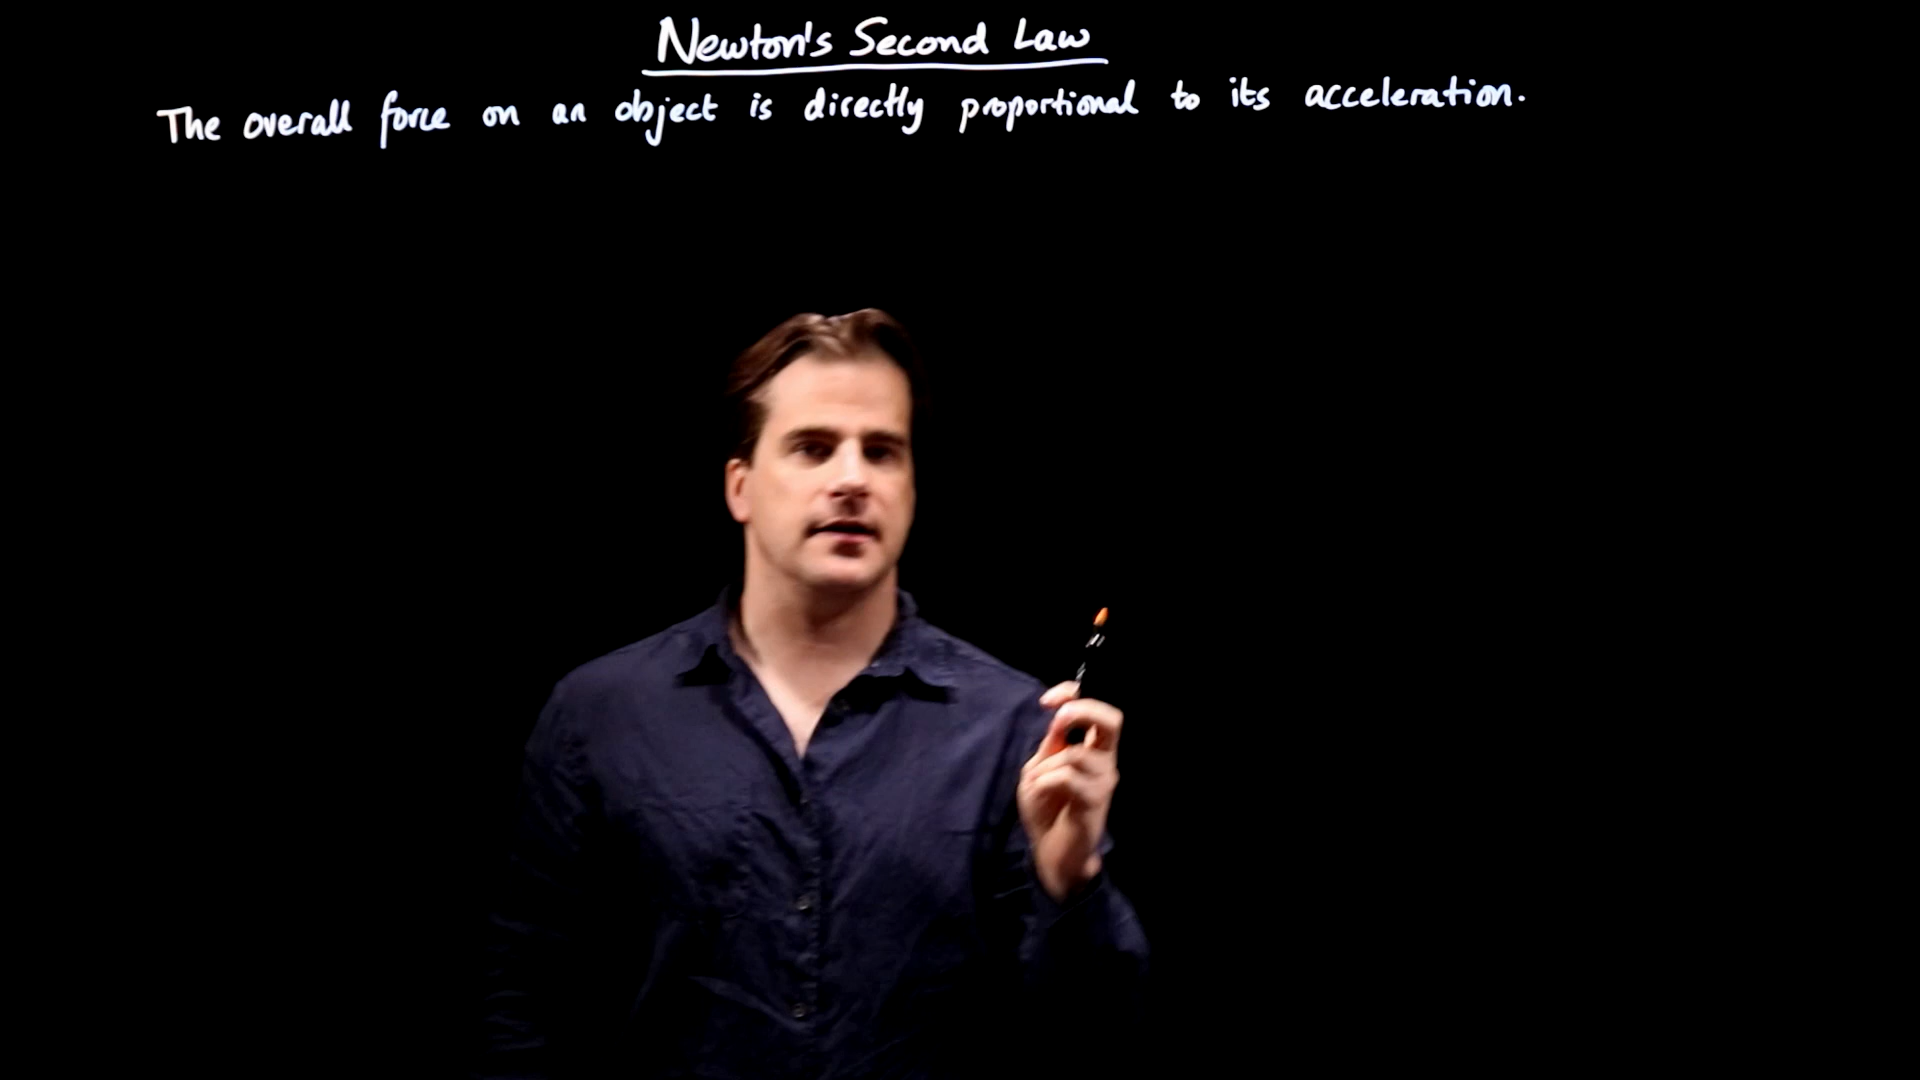 Newton's Second Law
The overall force on an object is directly proportional to its acceleration.